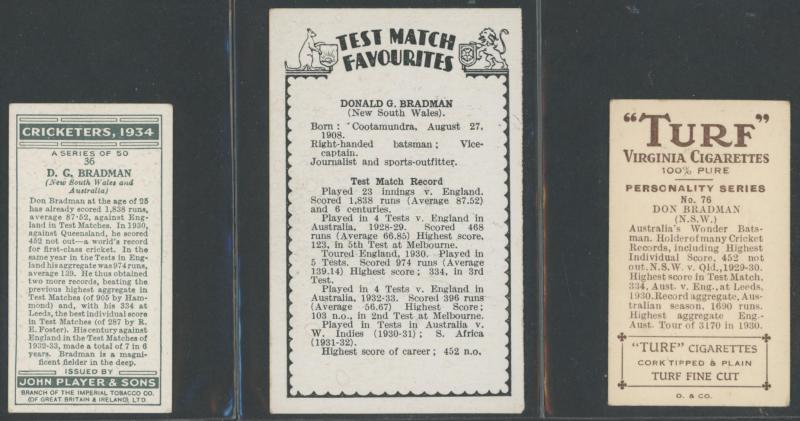 CRICKETERS, 1934
A SERIES OF 50
36
D. G. BRADMAN
(New South Wales and
Australia)
Don Bradman at the age of 25
has already scored 1,838 runs,
average 87·52, against Eng-
land in Test Matches. In 1930,
against Queensland, he scored
452 not out—a world's record
for first-class cricket. In the
same year in the Tests in Eng-
land his aggregate was 974 runs,
average 139. He thus obtained
two more records, beating the
previous highest aggregate in
Test Matches (of 905 by Ham-
mond) and, with his 334 at
Leeds, the best individual score
in Test Matches (of 287 by R.
E. Foster). His century against
England in the Test Matches of
1932-33, made a total of 7 in 6
years. Bradman is a magni-
ficent fielder in the deep.
ISSUED BY
JOHN PLAYER & SONS
BRANCH OF THE IMPERIAL TOBACCO CO.
(OF GREAT BRITAIN & IRELAND), LTD.
TEST MATCH
FAVOURITES
DONALD G. BRADMAN
(New South Wales).
Born: Cootamundra, August 27,
1908.
Right-handed batsman; Vice-
captain.
Journalist and sports-outfitter.
Test Match Record
Played 23 innings v. England.
Scored 1,838 runs (Average 87.52)
and 6 centuries.
Played in 4 Tests v. England in
Australia, 1928-29. Scored 468
runs (Average 66.85) Highest score,
123, in 5th Test at Melbourne.
Toured England, 1930. Played in
5 Tests. Scored 974 runs (Average
139.14) Highest score; 334, in 3rd
Test.
Played in 4 Tests v. England in
Australia, 1932-33. Scored 396 runs
(Average 56.67) Highest Score;
103 n.o., in 2nd Test at Melbourne.
Played in Tests in Australia v.
W. Indies (1930-31); S. Africa
(1931-32).
Highest score of career; 452 n.o.
"TURF"
VIRGINIA CIGARETTES
100% PURE
PERSONALITY SERIES
No. 76
DON BRADMAN
(N.S.W.)
Australia's Wonder Bats-
man. Holder of many Cricket
Records, including Highest
Individual Score, 452 not
out. N.S.W. v. Qld., 1929-30.
Highest score in Test Match,
334, Aust. v. Eng., at Leeds,
1930. Record aggregate, Aus-
tralian season, 1690 runs.
Highest aggregate Eng.-
Aust. Tour of 3170 in 1930.
"TURF" CIGARETTES
CORK TIPPED & PLAIN
TURF FINE CUT
O. & CO.